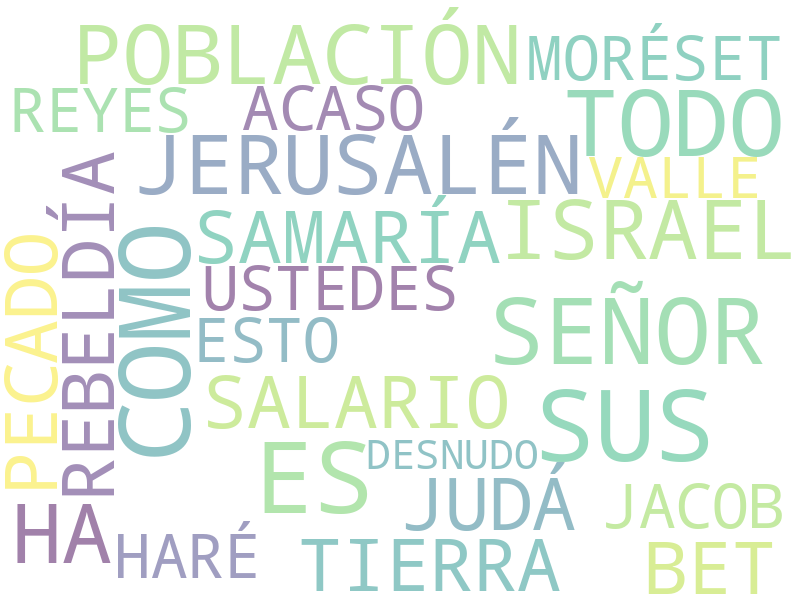 POBLACIÓN
MORÉSET
REYES
ACASO
TODO
JERUSALÉN
VALLE
REBELDÍA
SAMARÍA
ISRAEL
COMO
PECADO
USTEDES
SEÑOR
ESTO
SALARIO
SUS
ES
DESNUDO
JUDÁ
JACOB
HA
HARÉ
TIERRA
BET